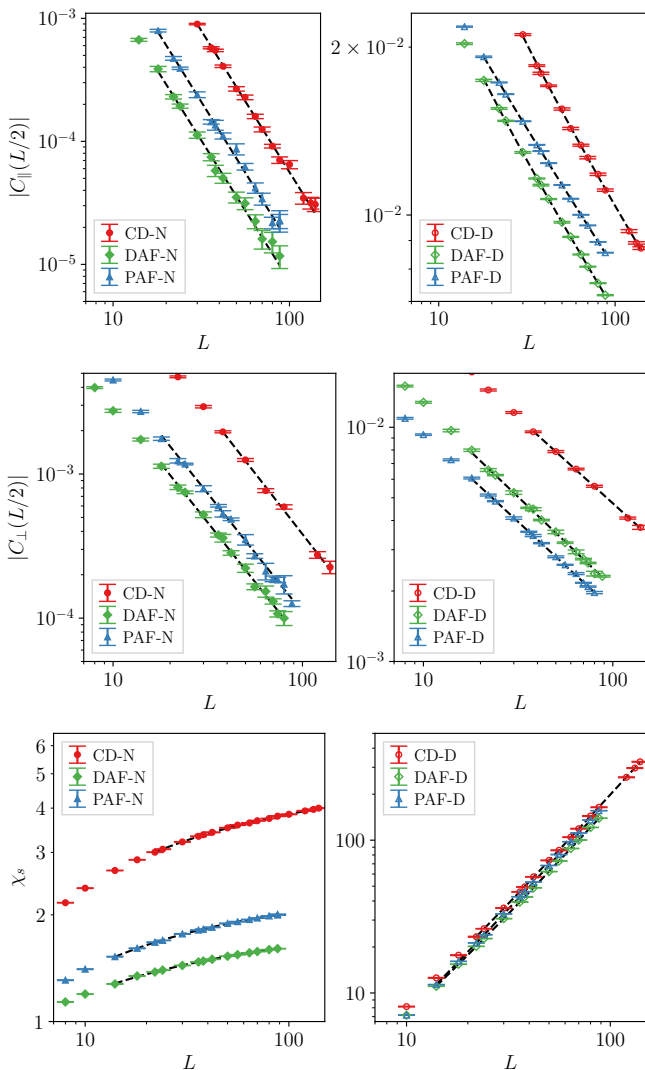 10⁻³
10⁻⁴
10⁻⁵
|C∥(L/2)|
CD-N
DAF-N
PAF-N
10
100
L
2 × 10⁻²
10⁻²
CD-D
DAF-D
PAF-D
10
100
L
10⁻³
10⁻⁴
|C⊥(L/2)|
CD-N
DAF-N
PAF-N
10
100
L
10⁻²
10⁻³
CD-D
DAF-D
PAF-D
10
100
L
6
5
4
3
2
1
χₛ
CD-N
DAF-N
PAF-N
10
100
L
100
10
CD-D
DAF-D
PAF-D
10
100
L